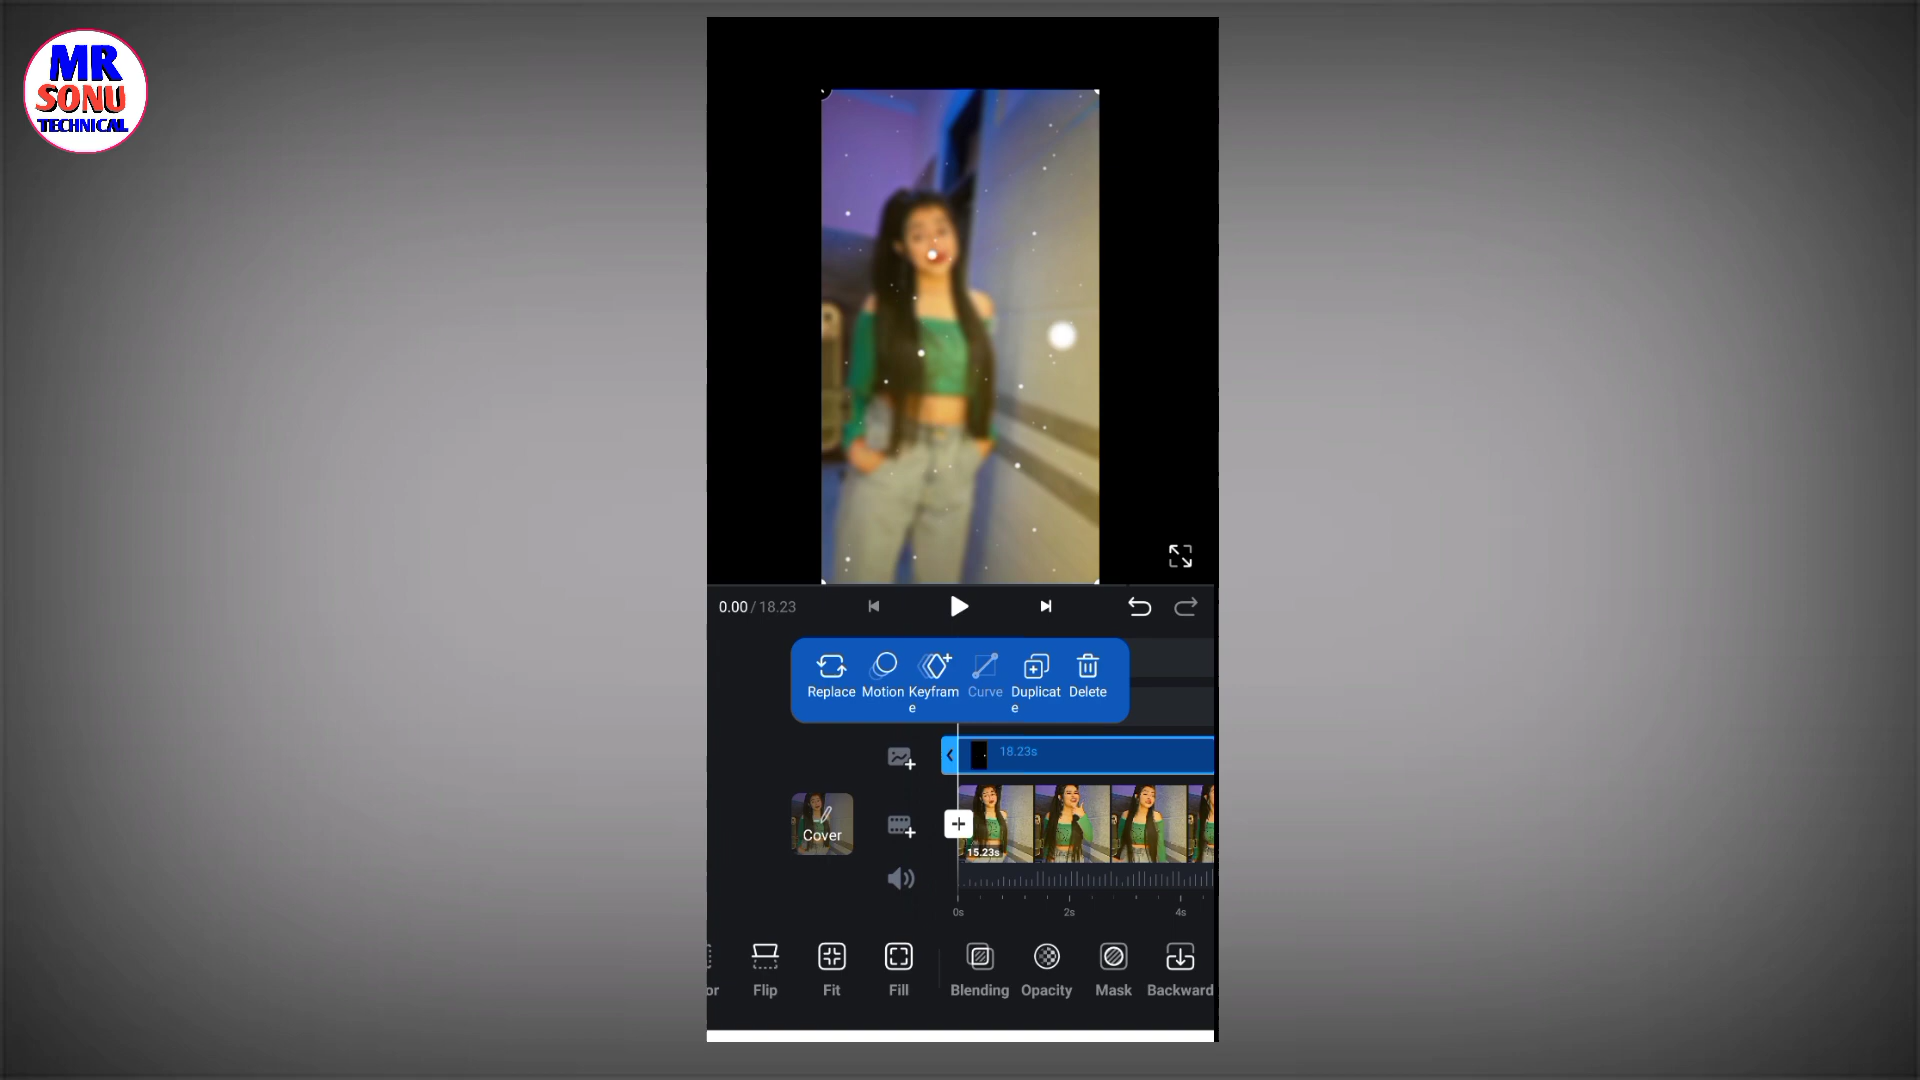 MR
SONU
TECHNICAL
0.00 / 18.23
Replace Motion Keyfram Curve Duplicat Delete
e e
18.23s
Cover
15.23s
0s 2s 4s
or Flip Fit Fill Blending Opacity Mask Backward